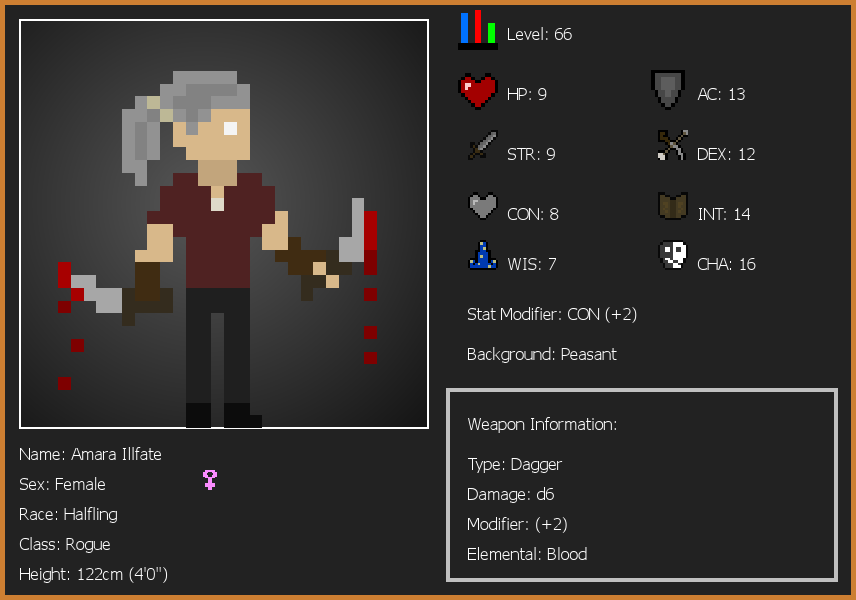 Level: 66
HP: 9
AC: 13
STR: 9
DEX: 12
CON: 8
INT: 14
WIS: 7
CHA: 16
Stat Modifier: CON (+2)
Background: Peasant
Weapon Information:
Type: Dagger
Damage: d6
Modifier: (+2)
Elemental: Blood
Name: Amara Illfate
Sex: Female
Race: Halfling
Class: Rogue
Height: 122cm (4'0")